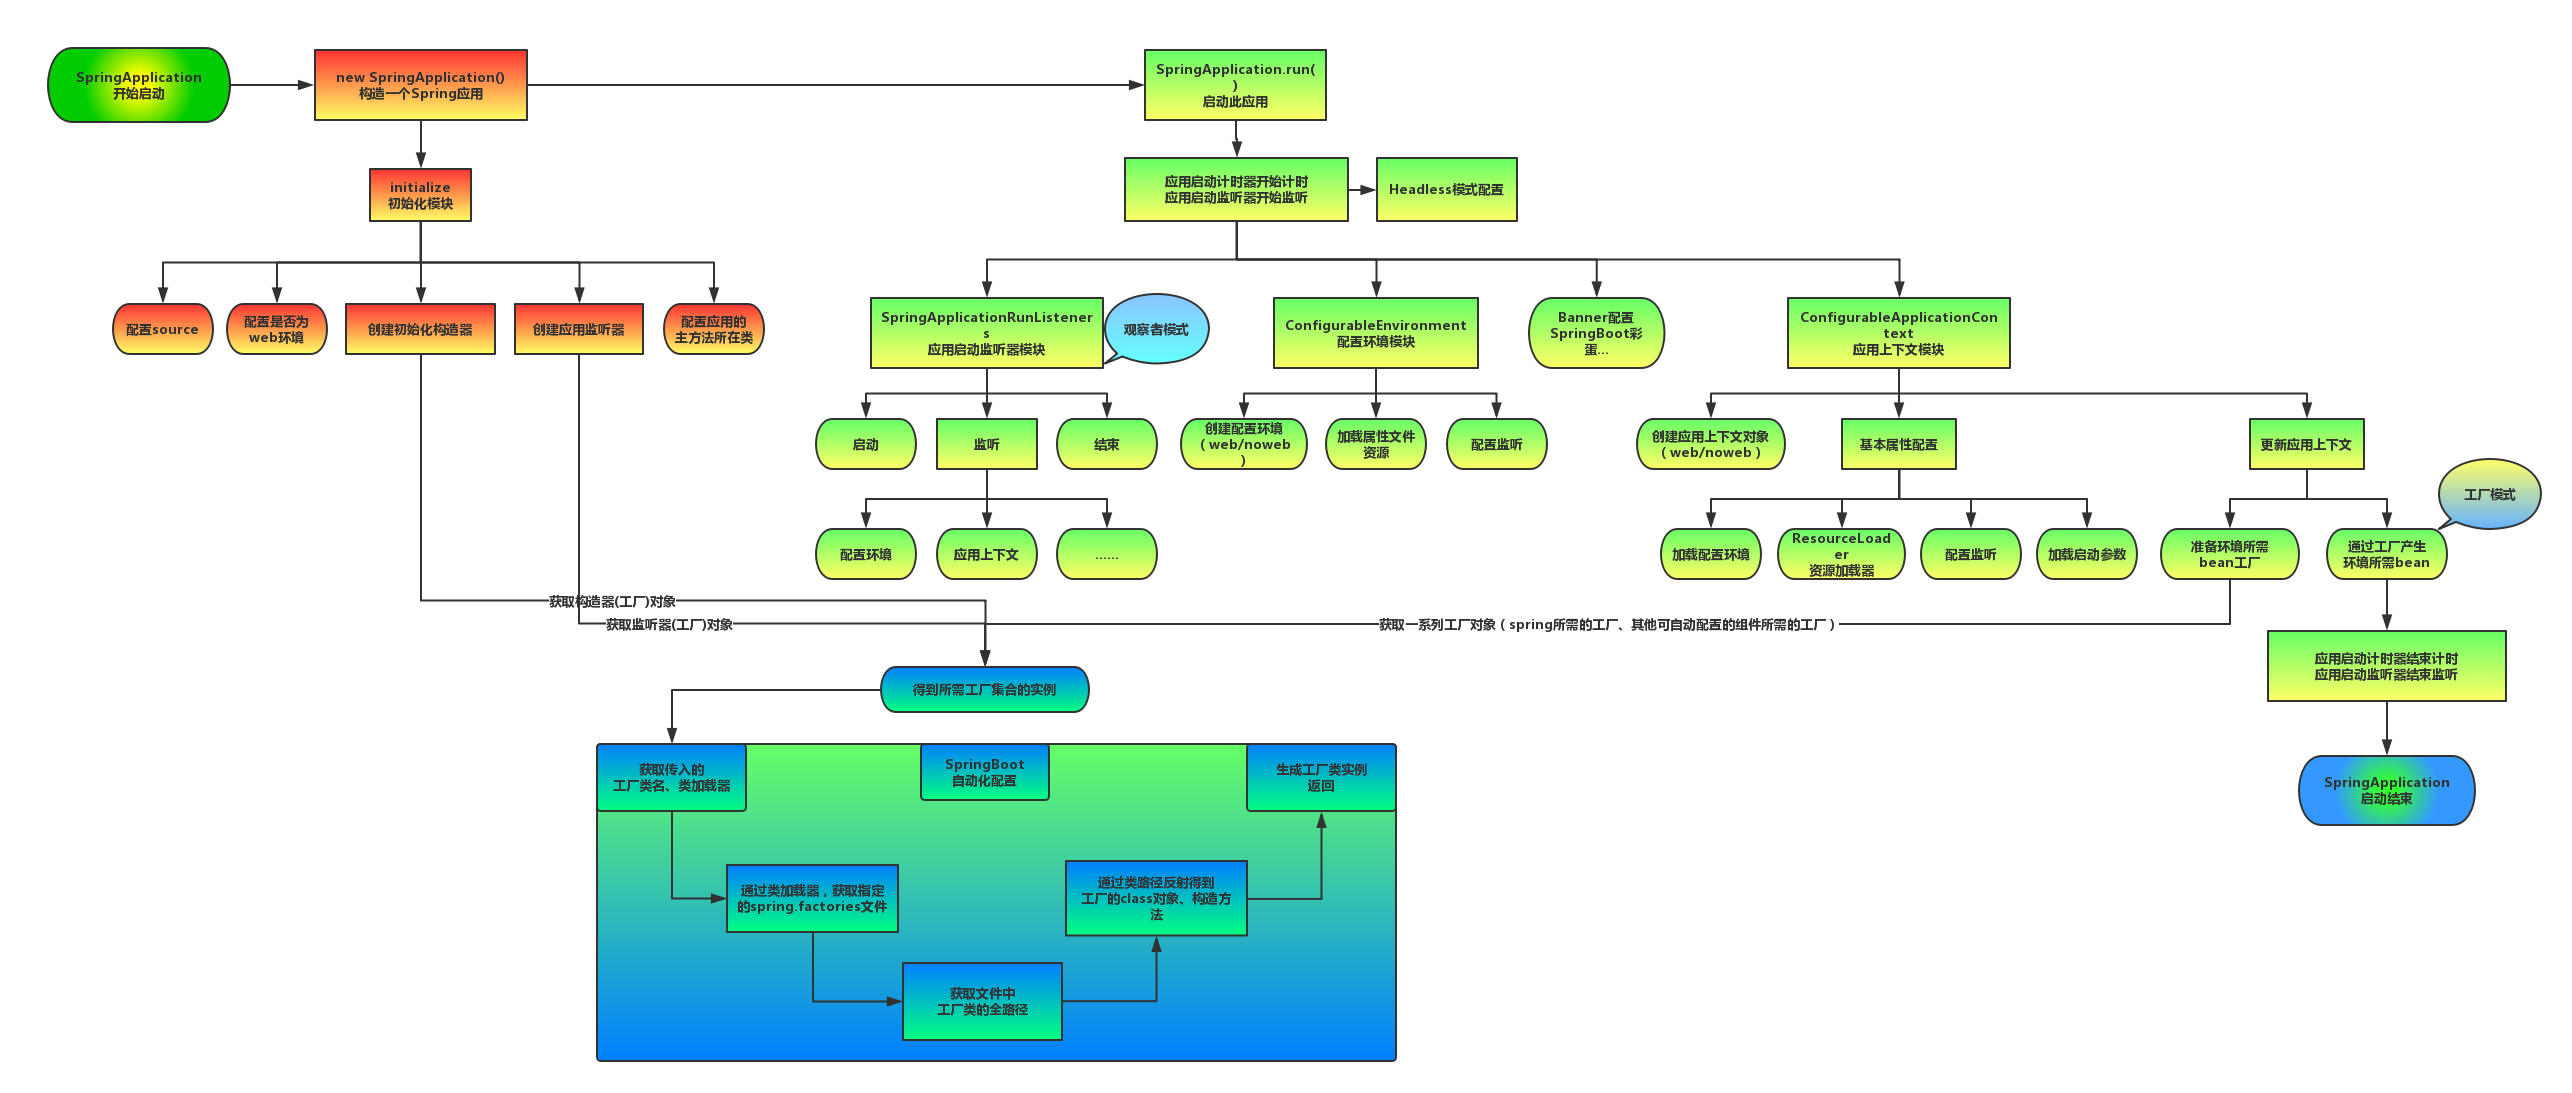 SpringApplication
开始启动
new SpringApplication()
构造一个Spring应用
SpringApplication.run(
)
启动此应用
initialize
初始化模块
应用启动计时器开始计时
应用启动监听器开始监听
Headless模式配置
配置source
配置是否为
web环境
创建初始化构造器
创建应用监听器
配置应用的
主方法所在类
SpringApplicationRunListener
s
应用启动监听器模块
观察者模式
ConfigurableEnvironment
配置环境模块
Banner配置
SpringBoot彩
蛋...
ConfigurableApplicationCon
text
应用上下文模块
启动
监听
结束
创建配置环境
（web/noweb
）
加载属性文件
资源
配置监听
创建应用上下文对象
（web/noweb）
基本属性配置
更新应用上下文
工厂模式
配置环境
应用上下文
......
加载配置环境
ResourceLoad
er
资源加载器
配置监听
加载启动参数
准备环境所需
bean工厂
通过工厂产生
环境所需bean
获取构造器(工厂)对象
获取监听器(工厂)对象
获取一系列工厂对象（spring所需的工厂、其他可自动配置的组件所需的工厂）
应用启动计时器结束计时
应用启动监听器结束监听
得到所需工厂集合的实例
获取传入的
工厂类名、类加载器
SpringBoot
自动化配置
生成工厂类实例
返回
SpringApplication
启动结束
通过类加载器，获取指定
的spring.factories文件
通过类路径反射得到
工厂的class对象、构造方
法
获取文件中
工厂类的全路径